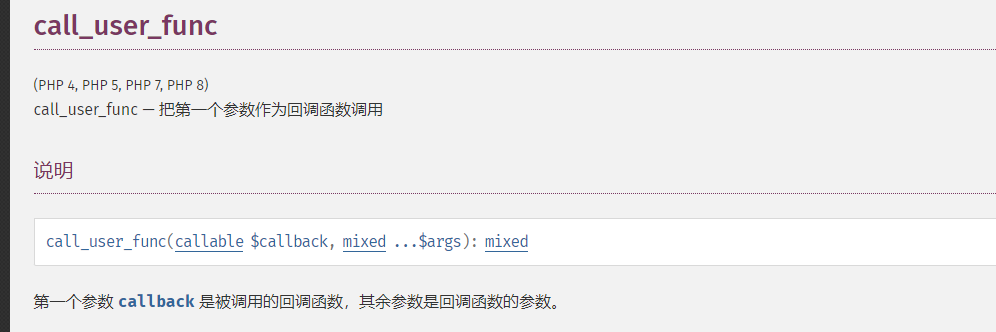 call_user_func
(PHP 4, PHP 5, PHP 7, PHP 8)
call_user_func — 把第一个参数作为回调函数调用
说明
call_user_func(callable $callback, mixed ...$args): mixed
第一个参数 callback 是被调用的回调函数，其余参数是回调函数的参数。